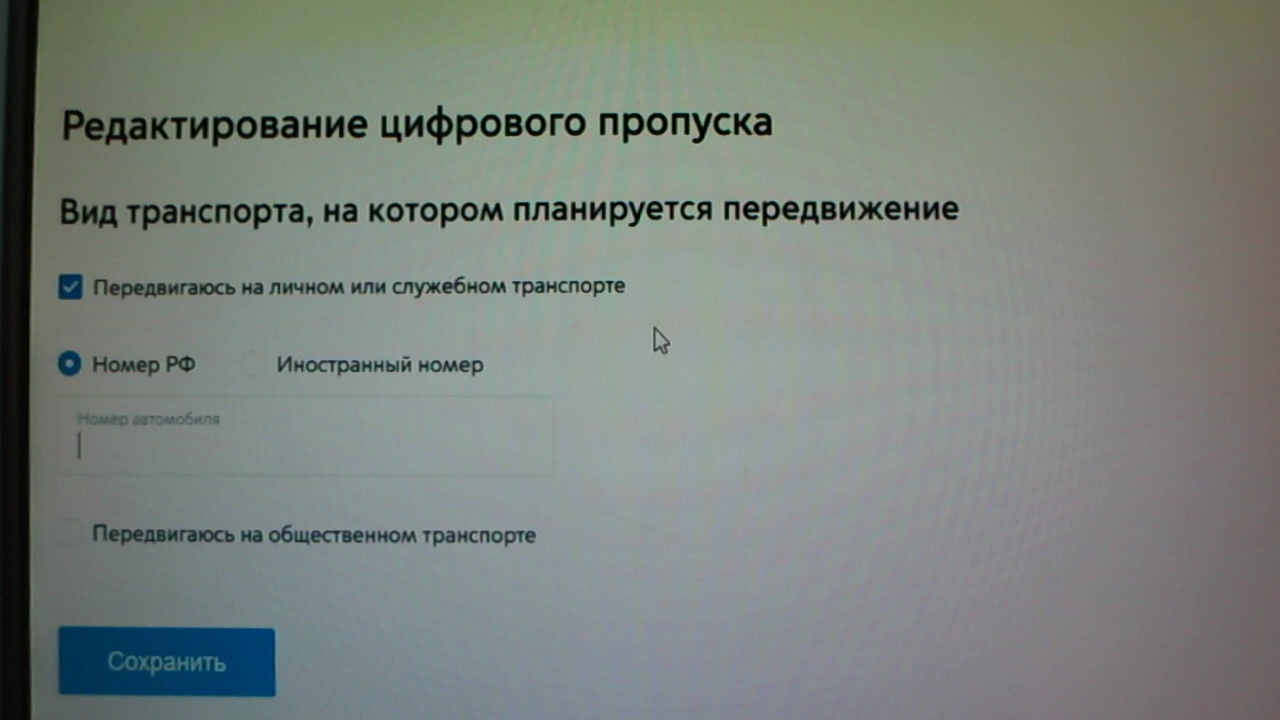 Редактирование цифрового пропуска
Вид транспорта, на котором планируется передвижение
Передвигаюсь на личном или служебном транспорте
Номер РФ Иностранный номер
Номер автомобиля
Передвигаюсь на общественном транспорте
Сохранить